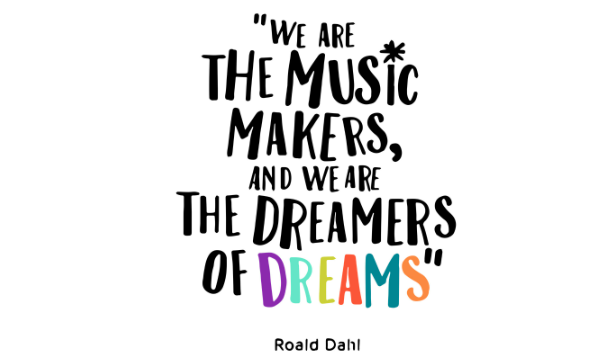 "WE ARE
THE MUSiC
MAKERS,
AND WE ARE
THE DREAMERS
OF DREAMS"
Roald Dahl